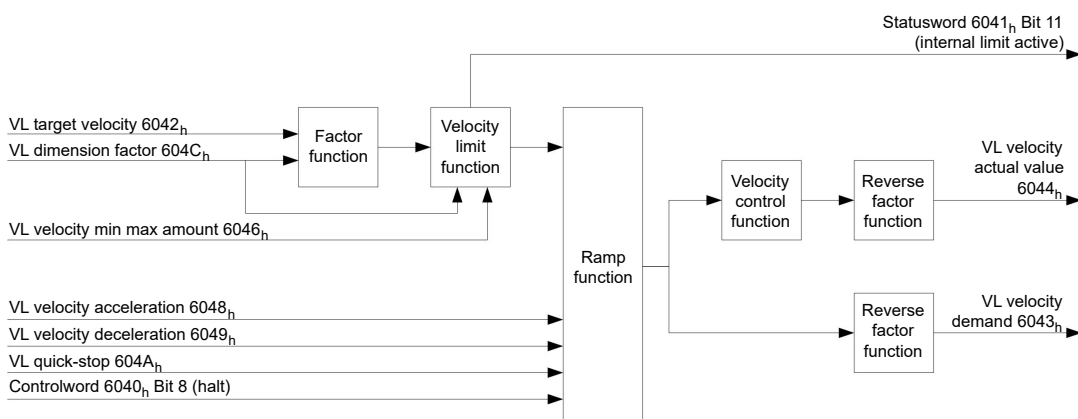 Statusword 6041h Bit 11
(internal limit active)
VL target velocity 6042h
VL dimension factor 604Ch
Factor
function
Velocity
limit
function
VL velocity min max amount 6046h
Ramp
function
Velocity
control
function
Reverse
factor
function
VL velocity
actual value
6044h
VL velocity acceleration 6048h
VL velocity deceleration 6049h
VL quick-stop 604Ah
Controlword 6040h Bit 8 (halt)
Reverse
factor
function
VL velocity
demand 6043h